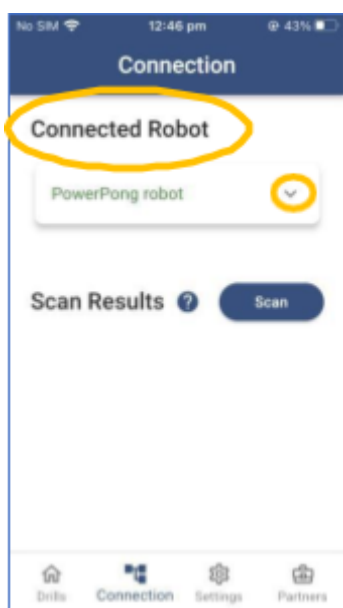 No SIM 12:46 pm 43%
Connection
Connected Robot
PowerPong robot
Scan Results ? Scan
Drills Connection Settings Partners